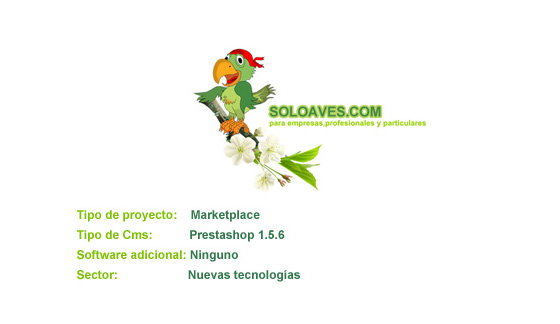 SOLOAVES.COM
para empresas,profesionales y particulares
Tipo de proyecto: Marketplace
Tipo de Cms: Prestashop 1.5.6
Software adicional: Ninguno
Sector: Nuevas tecnologías